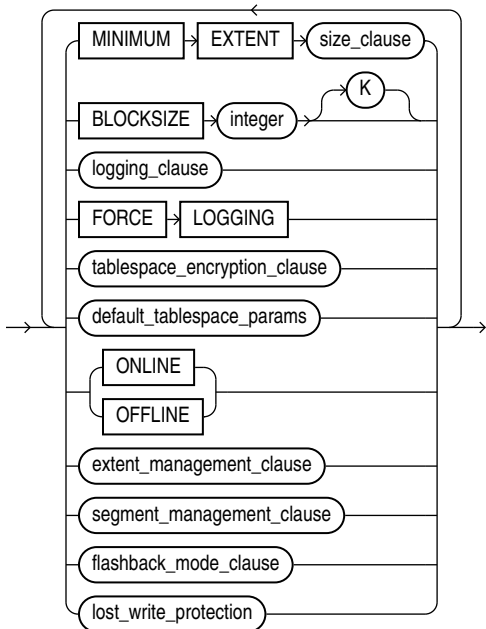 MINIMUM EXTENT size_clause
K
BLOCKSIZE integer
logging_clause
FORCE LOGGING
tablespace_encryption_clause
default_tablespace_params
ONLINE
OFFLINE
extent_management_clause
segment_management_clause
flashback_mode_clause
lost_write_protection